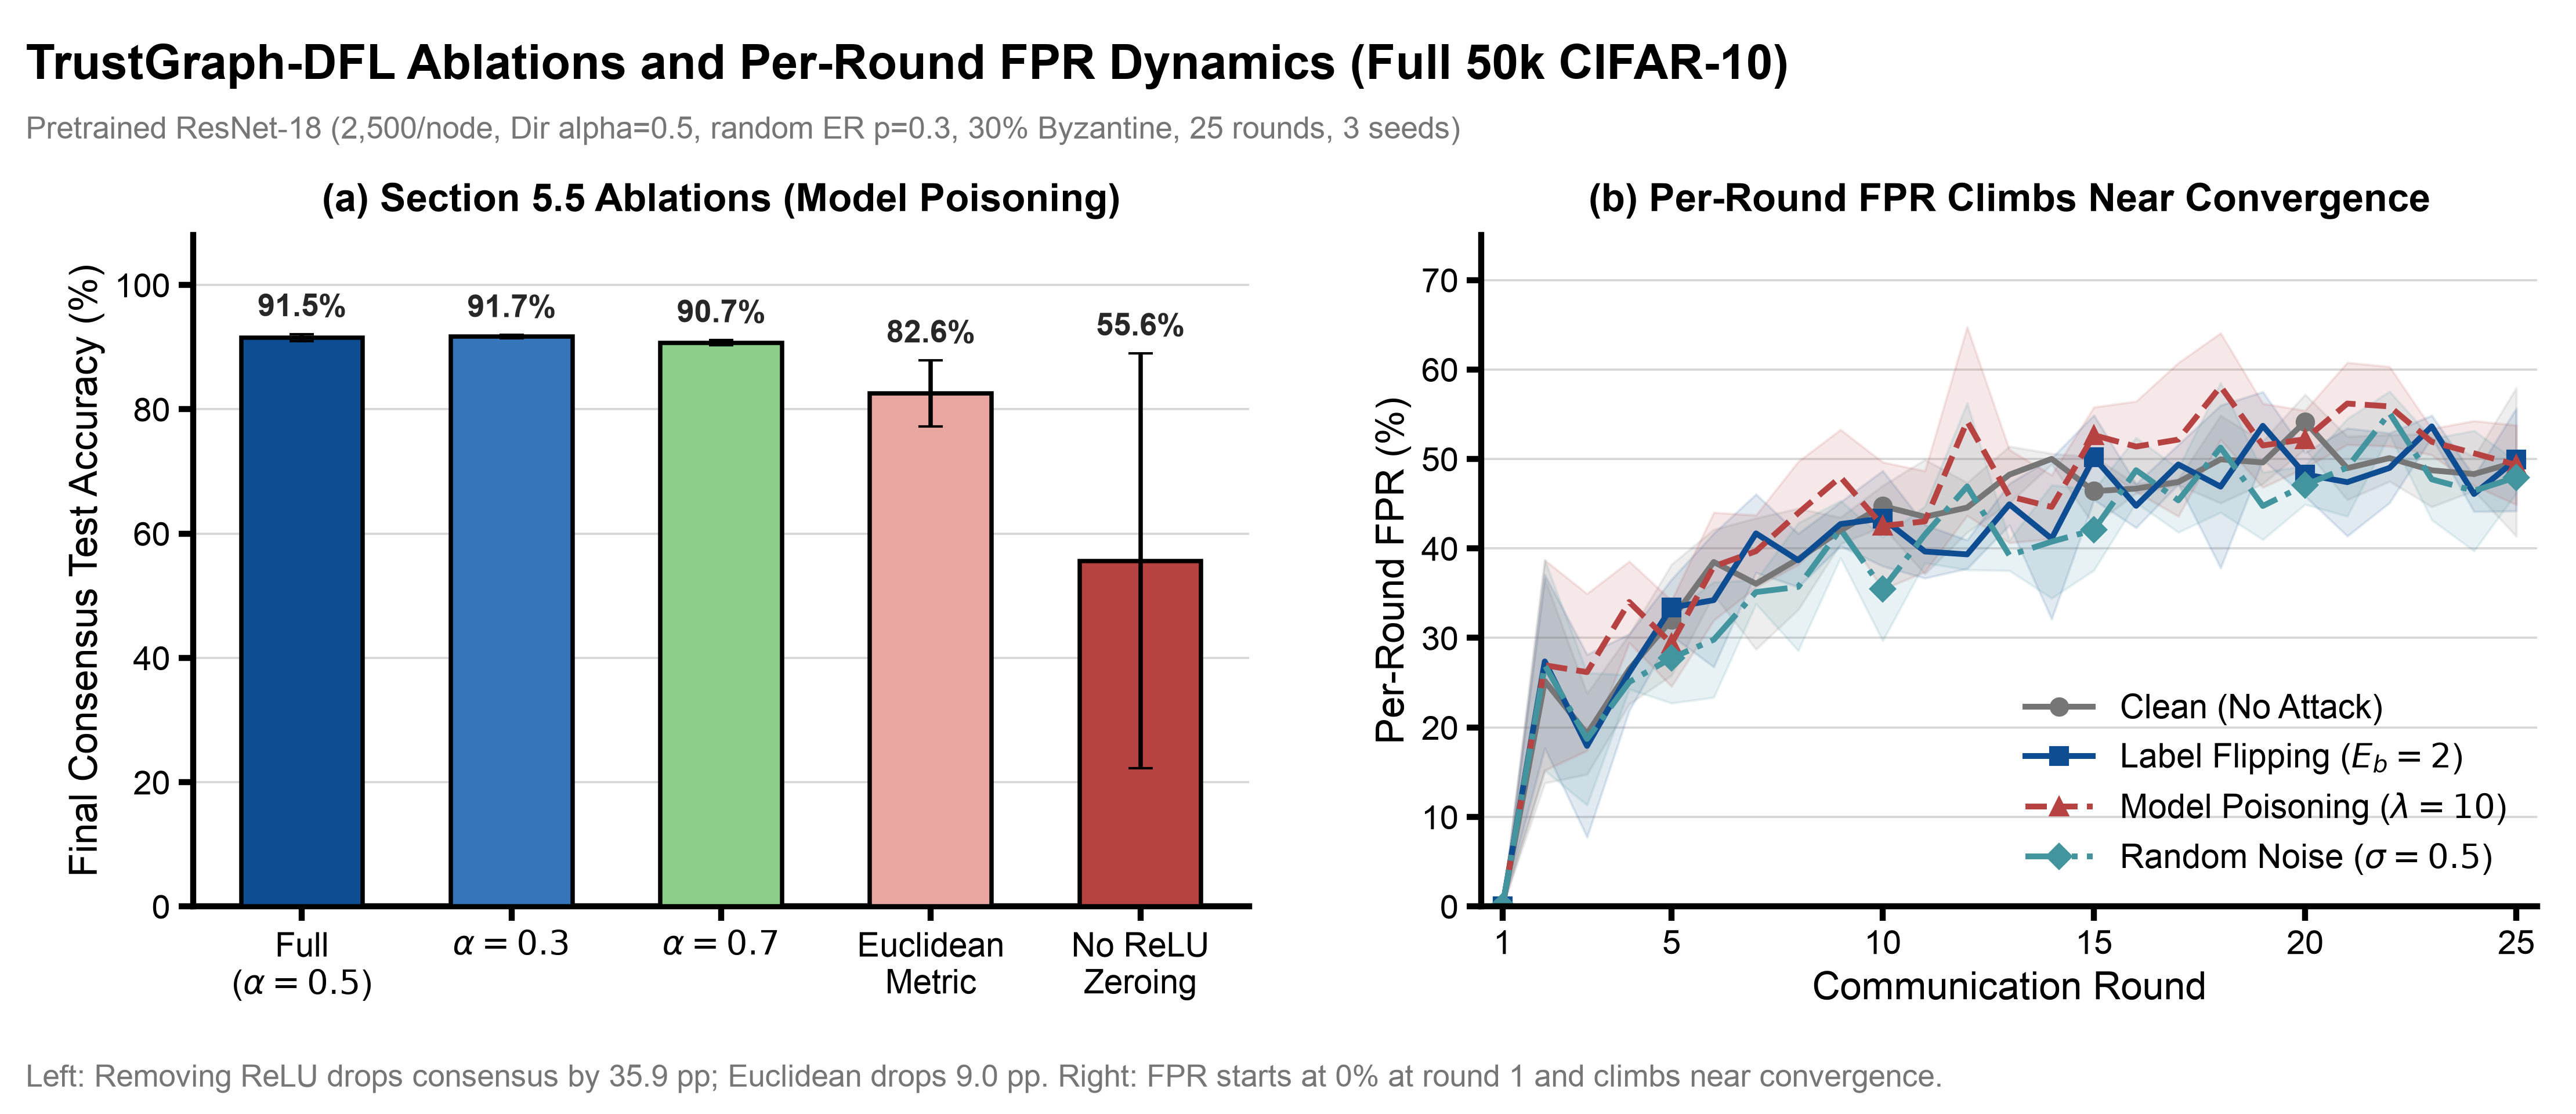 TrustGraph-DFL Ablations and Per-Round FPR Dynamics (Full 50k CIFAR-10)
Pretrained ResNet-18 (2,500/node, Dir alpha=0.5, random ER p=0.3, 30% Byzantine, 25 rounds, 3 seeds)
(a) Section 5.5 Ablations (Model Poisoning)
Final Consensus Test Accuracy (%)
100
80
60
40
20
0
91.5%
91.7%
90.7%
82.6%
55.6%
Full
(α = 0.5)
α = 0.3
α = 0.7
Euclidean
Metric
No ReLU
Zeroing
(b) Per-Round FPR Climbs Near Convergence
Per-Round FPR (%)
70
60
50
40
30
20
10
0
Clean (No Attack)
Label Flipping (E_b = 2)
Model Poisoning (λ = 10)
Random Noise (σ = 0.5)
1
5
10
15
20
25
Communication Round
Left: Removing ReLU drops consensus by 35.9 pp; Euclidean drops 9.0 pp. Right: FPR starts at 0% at round 1 and climbs near convergence.